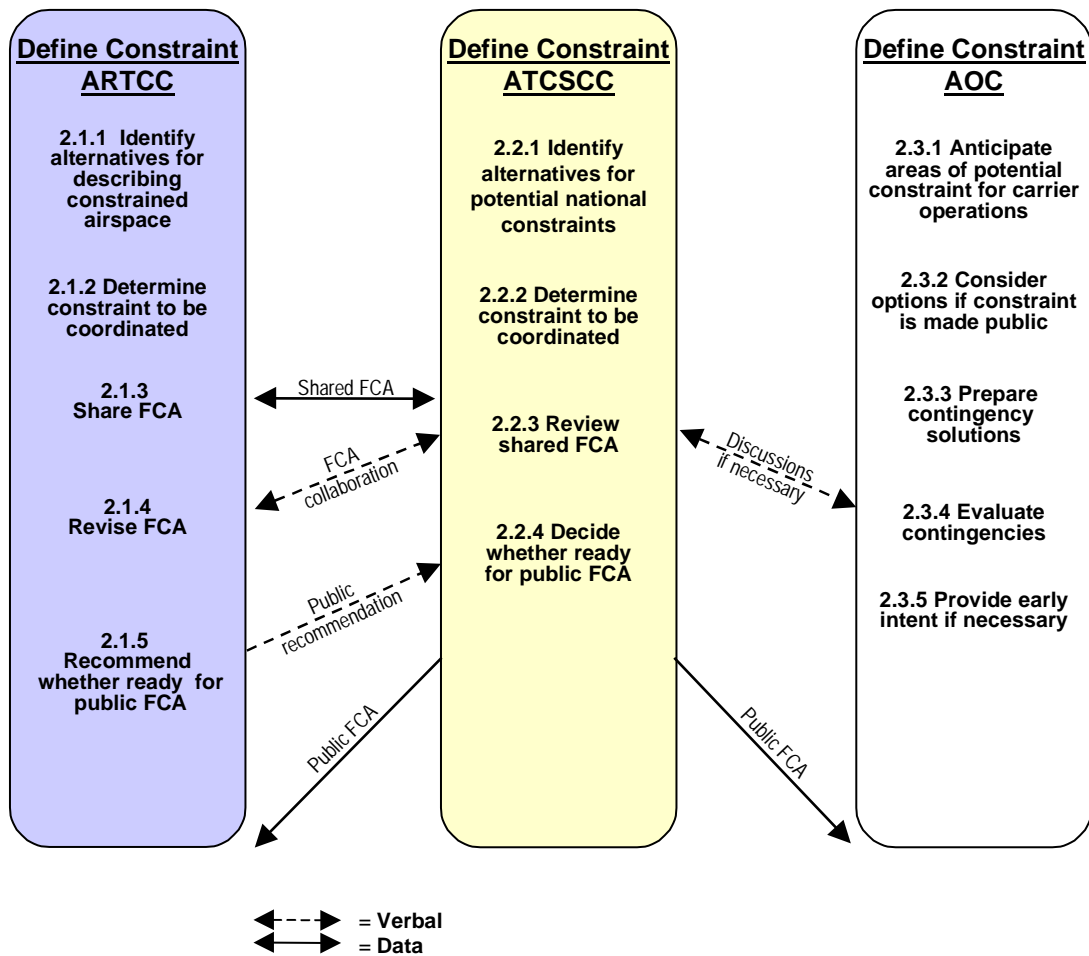 Define Constraint
ARTCC
2.1.1 Identify
alternatives for
describing
constrained
airspace
2.1.2 Determine
constraint to be
coordinated
2.1.3
Share FCA
2.1.4
Revise FCA
2.1.5
Recommend
whether ready for
public FCA
Shared FCA
FCA
collaboration
Public
recommendation
Public FCA
Define Constraint
ATCSCC
2.2.1 Identify
alternatives for
potential national
constraints
2.2.2 Determine
constraint to be
coordinated
2.2.3 Review
shared FCA
2.2.4 Decide
whether ready
for public FCA
Discussions
if necessary
Public FCA
Define Constraint
AOC
2.3.1 Anticipate
areas of potential
constraint for carrier
operations
2.3.2 Consider
options if constraint
is made public
2.3.3 Prepare
contingency
solutions
2.3.4 Evaluate
contingencies
2.3.5 Provide early
intent if necessary
= Verbal
= Data